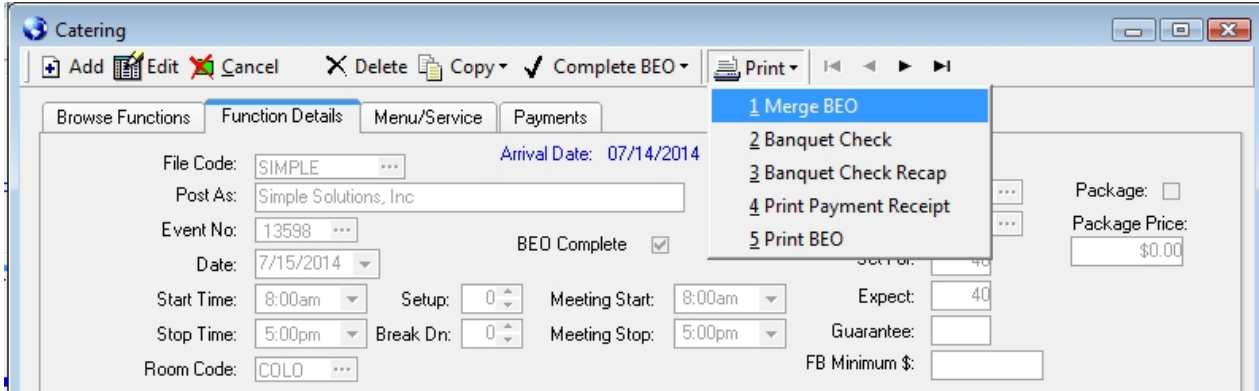 Catering
Add Edit Cancel Delete Copy Complete BEO Print
Browse Functions Function Details Menu/Service Payments
1 Merge BEO
2 Banquet Check
3 Banquet Check Recap
4 Print Payment Receipt
5 Print BEO
Arrival Date: 07/14/2014
File Code: SIMPLE ...
Post As: Simple Solutions, Inc ... Package:
Event No: 13598 ... BEO Complete ... Package Price:
$0.00
Date: 7/15/2014 40
Start Time: 8:00am Setup: 0 Meeting Start: 8:00am Expect: 40
Stop Time: 5:00pm Break Dn: 0 Meeting Stop: 5:00pm Guarantee:
Room Code: COLO ... FB Minimum $: